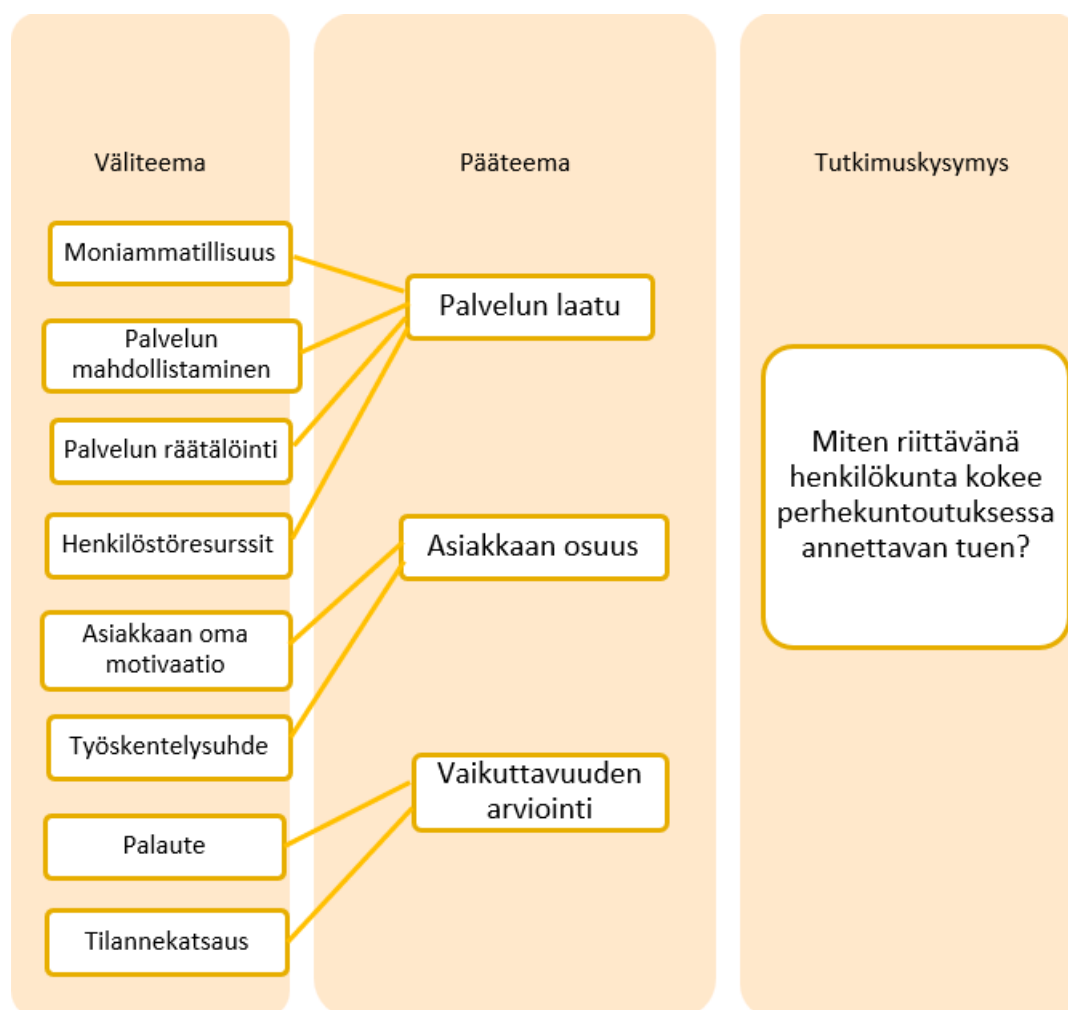 Väliteema
Moniammatillisuus
Palvelun
mahdollistaminen
Palvelun räätälöinti
Henkilöstöresurssit
Asiakkaan oma
motivaatio
Työskentelysuhde
Palaute
Tilannekatsaus
Pääteema
Palvelun laatu
Asiakkaan osuus
Vaikuttavuuden
arviointi
Tutkimuskysymys
Miten riittävänä
henkilökunta kokee
perhekuntoutuksessa
annettavan tuen?